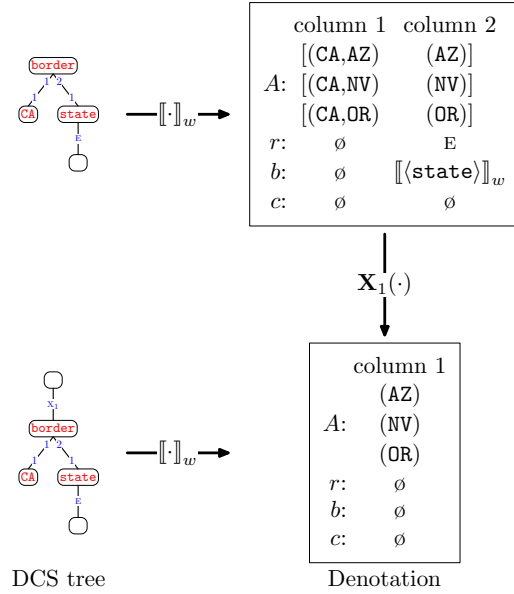 column 1 column 2
[(CA,AZ) (AZ)]
A: [(CA,NV) (NV)]
[(CA,OR) (OR)]
r: ∅ E
b: ∅ ⟦⟨state⟩⟧w
c: ∅ ∅
border
1 2
1 1
CA state
E
⟦·⟧w
X₁(·)
column 1
(AZ)
A: (NV)
(OR)
r: ∅
b: ∅
c: ∅
X₁
border
1 2
1 1
CA state
E
⟦·⟧w
DCS tree Denotation